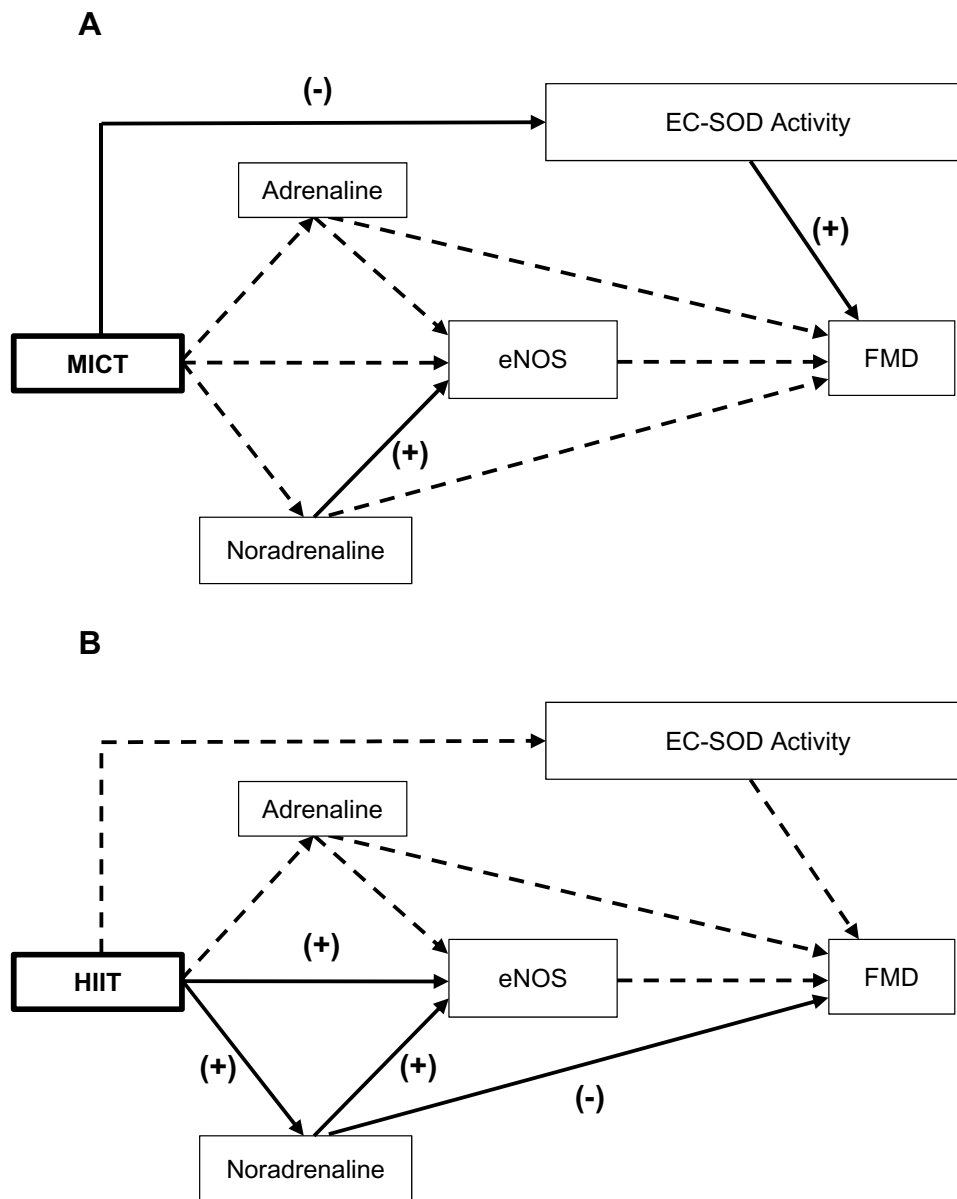 A
(-)
EC-SOD Activity
Adrenaline
(+)
MICT
eNOS
FMD
(+)
Noradrenaline
B
EC-SOD Activity
Adrenaline
(+)
HIIT
eNOS
FMD
(+)
(+)
(-)
Noradrenaline